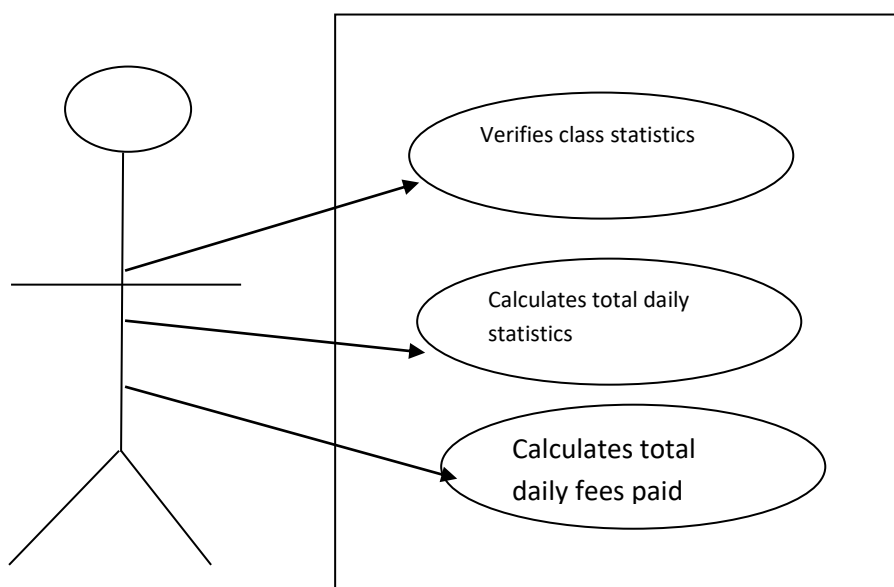 Verifies class statistics
Calculates total daily
statistics
Calculates total
daily fees paid